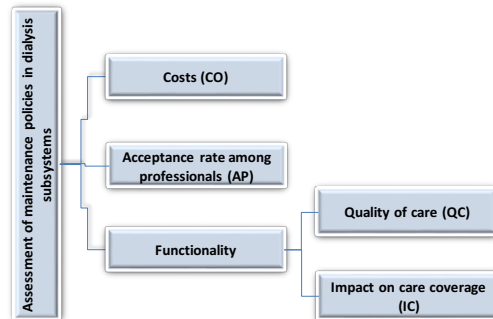 Assessment of maintenance policies in dialysis
subsystems
Costs (CO)
Acceptance rate among
professionals (AP)
Functionality
Quality of care (QC)
Impact on care coverage
(IC)